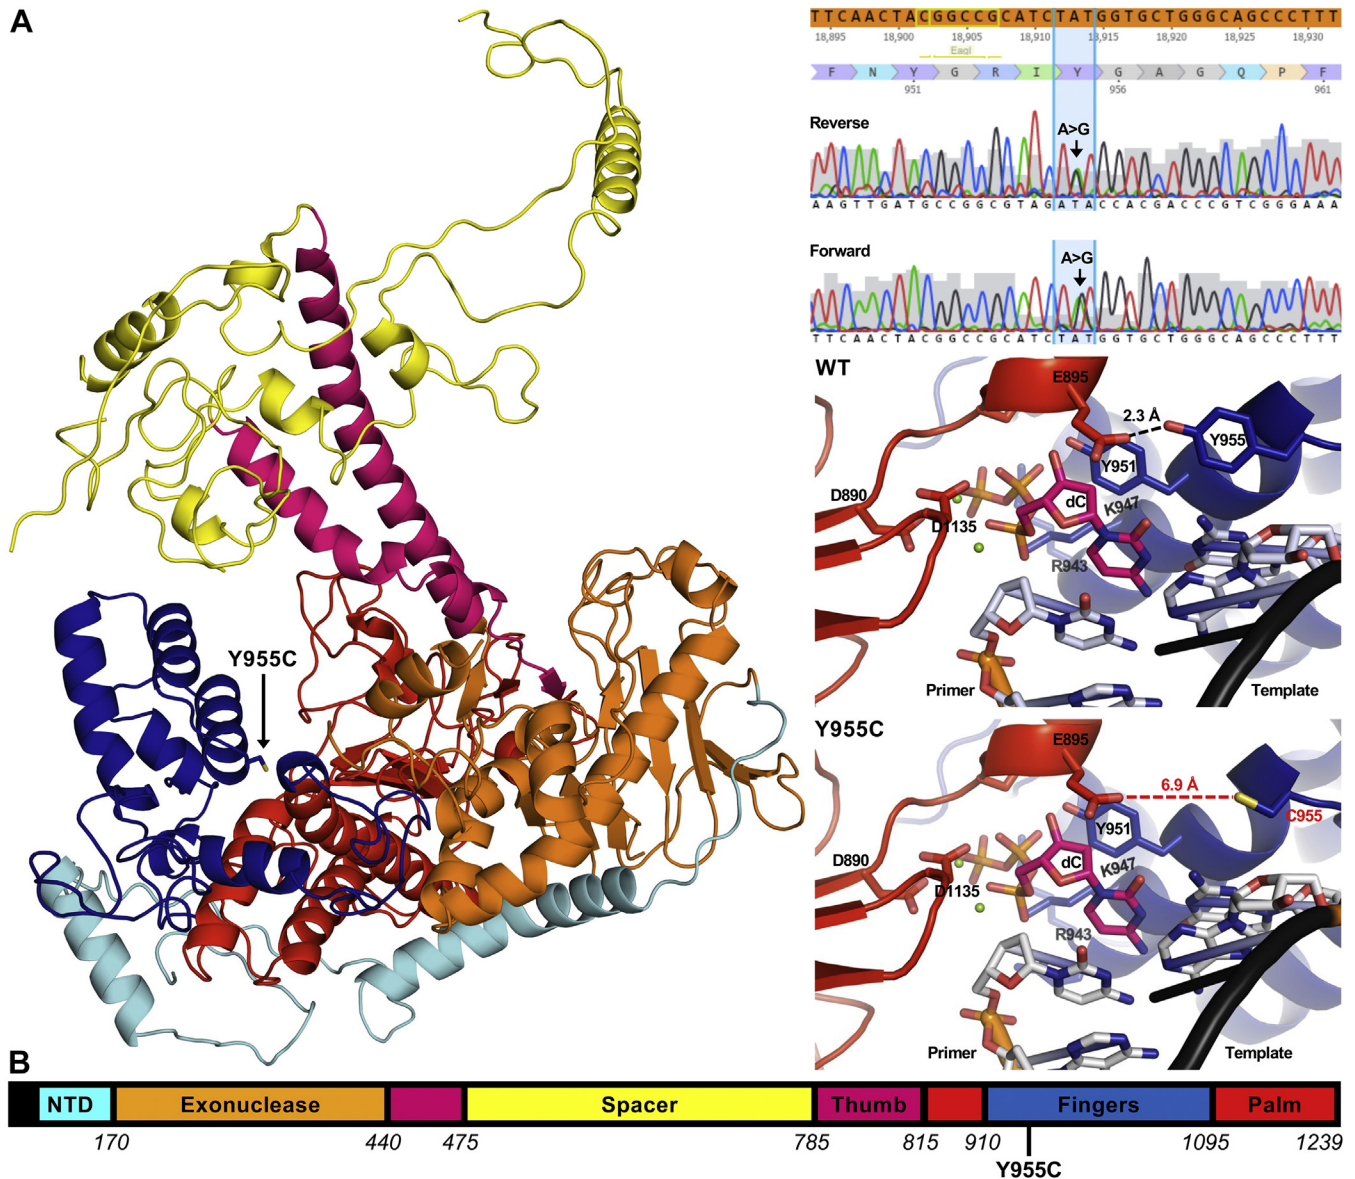 A
TTCAACTACGGCCGCATCTATGGTGCTGGGCAGCCCTTT
18,895 18,900 18,905 18,910 18,915 18,920 18,925 18,930
EagI
F N Y G R I Y G A G Q P F
951 956 961
Reverse
A>G
AAGTTGATGCCGGCGTAGATACCACGACCCGTCGGGAAA
Forward
A>G
TTCAACTACGGCCGCATCTATGGTGCTGGGCAGCCCTTT
WT
E895
2.3 Å
Y955
Y951
D890
dC
K947
D1135
R943
Primer
Template
Y955C
Y955C
E895
6.9 Å
C955
Y951
D890
dC
K947
D1135
R943
Primer
Template
B
NTD Exonuclease Spacer Thumb Fingers Palm
170 440 475 785 815 910 1095 1239
Y955C